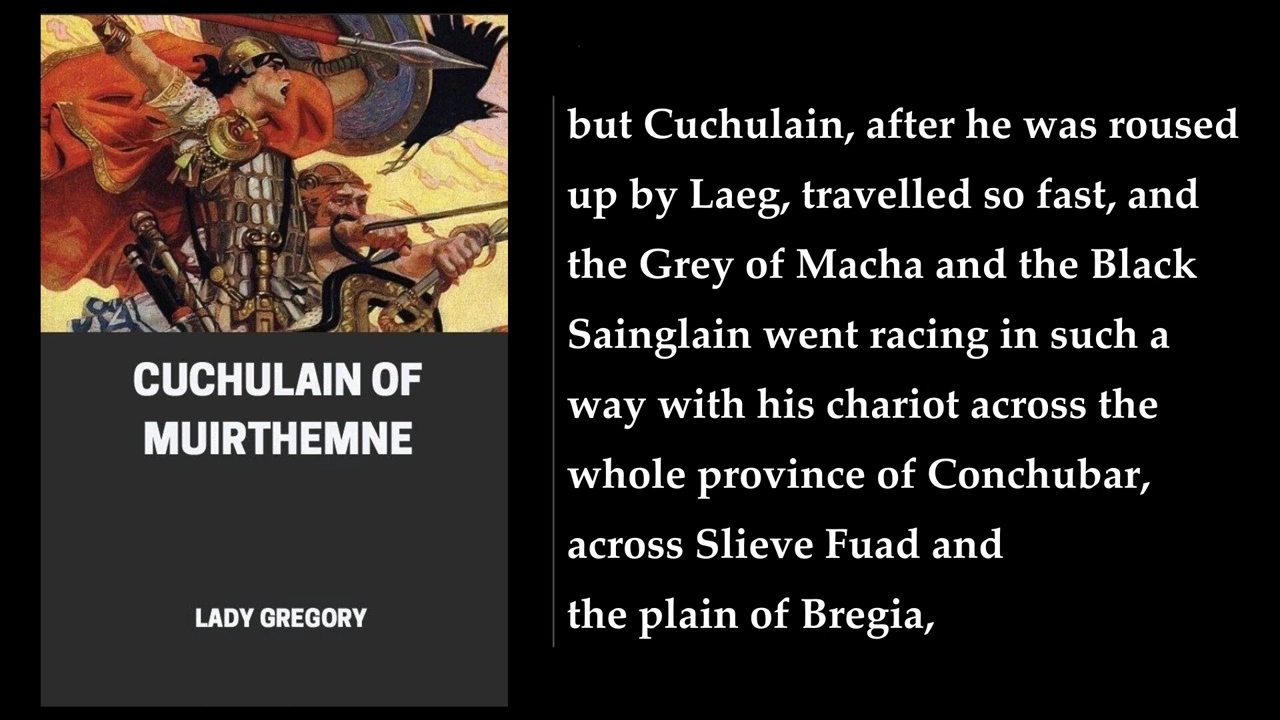 CUCHULAIN OF
MUIRTHEMNE
LADY GREGORY
but Cuchulain, after he was roused
up by Laeg, travelled so fast, and
the Grey of Macha and the Black
Sainglain went racing in such a
way with his chariot across the
whole province of Conchubar,
across Slieve Fuad and
the plain of Bregia,